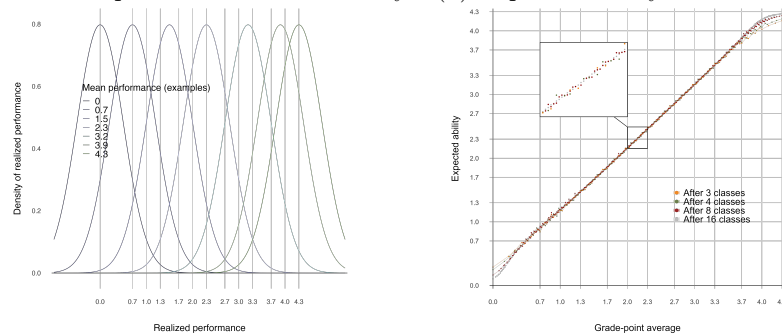 0.8
0.6
0.4
0.2
0.0
Density of realized performance
Mean performance (examples)
0
0.7
1.5
2.3
3.2
3.9
4.3
0.0 0.7 1.0 1.3 1.7 2.0 2.3 2.7 3.0 3.3 3.7 4.0 4.3
Realized performance
4.3
4.0
3.7
3.3
3.0
2.7
2.3
2.0
1.7
1.3
1.0
0.7
0.0
Expected ability
After 3 classes
After 4 classes
After 8 classes
After 16 classes
0.0 0.7 1.0 1.3 1.7 2.0 2.3 2.7 3.0 3.3 3.7 4.0
Grade-point average